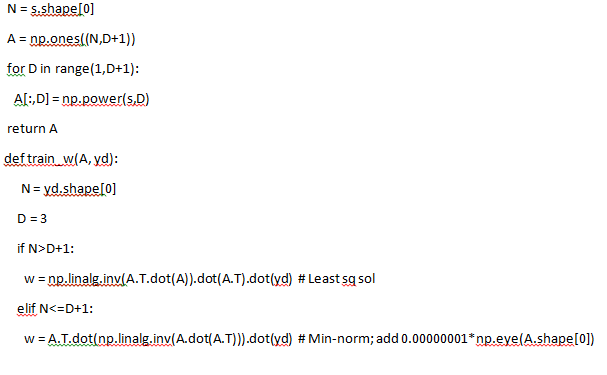 N = s.shape[0]
A = np.ones((N,D+1))
for D in range(1,D+1):
A[:,D] = np.power(s,D)
return A
def train_w(A, yd):
N = yd.shape[0]
D = 3
if N>D+1:
w = np.linalg.inv(A.T.dot(A)).dot(A.T).dot(yd) # Least sq sol
elif N<=D+1:
w = A.T.dot(np.linalg.inv(A.dot(A.T))).dot(yd) # Min-norm; add 0.00000001*np.eye(A.shape[0])